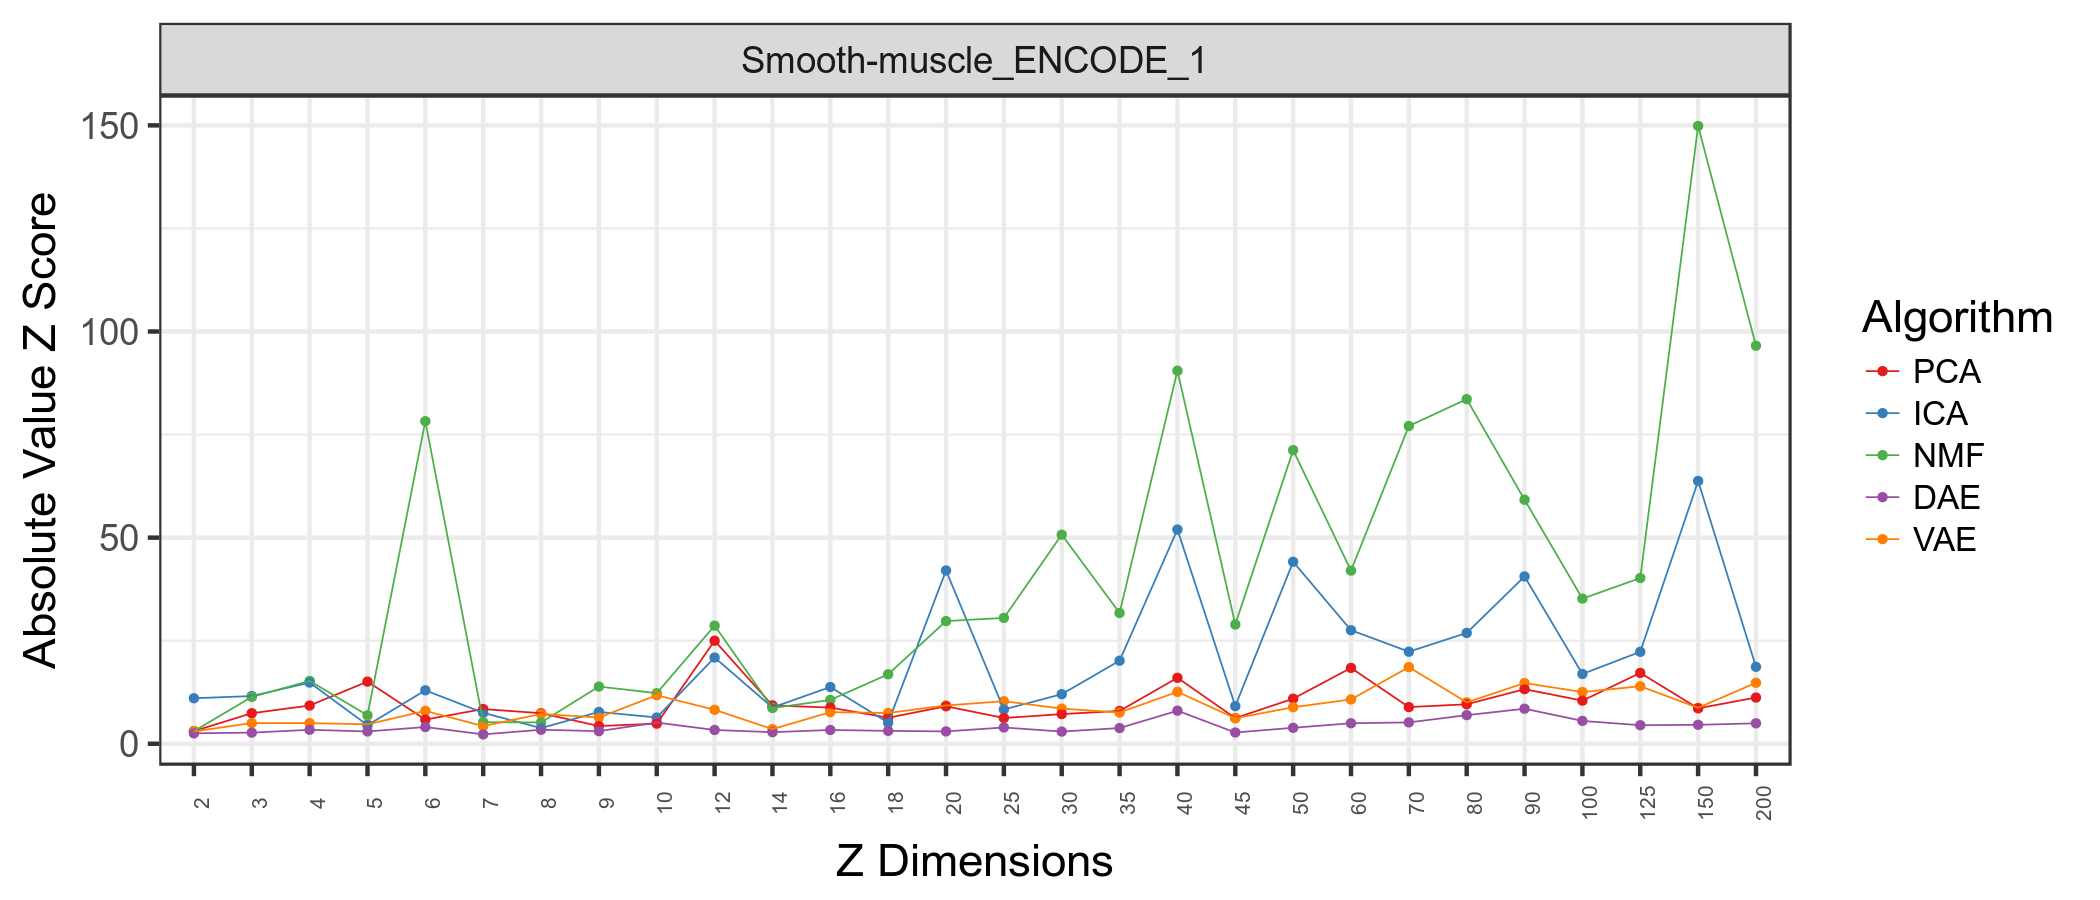 Smooth-muscle_ENCODE_1
Absolute Value Z Score
150
100
50
0
2 3 4 5 6 7 8 9 10 12 14 16 18 20 25 30 35 40 45 50 60 70 80 90 100 125 150 200
Z Dimensions
Algorithm
PCA
ICA
NMF
DAE
VAE